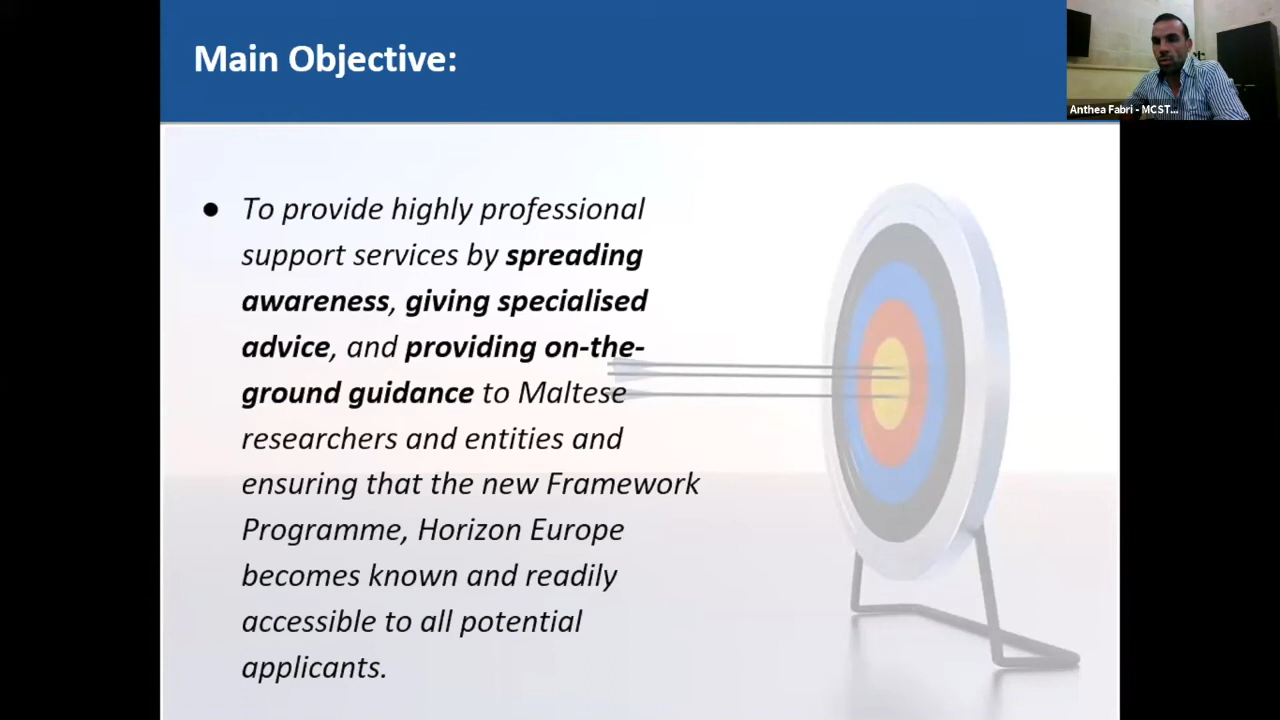 Main Objective:
Anthea Fabri - MCST...
● To provide highly professional
support services by spreading
awareness, giving specialised
advice, and providing on-the-
ground guidance to Maltese
researchers and entities and
ensuring that the new Framework
Programme, Horizon Europe
becomes known and readily
accessible to all potential
applicants.